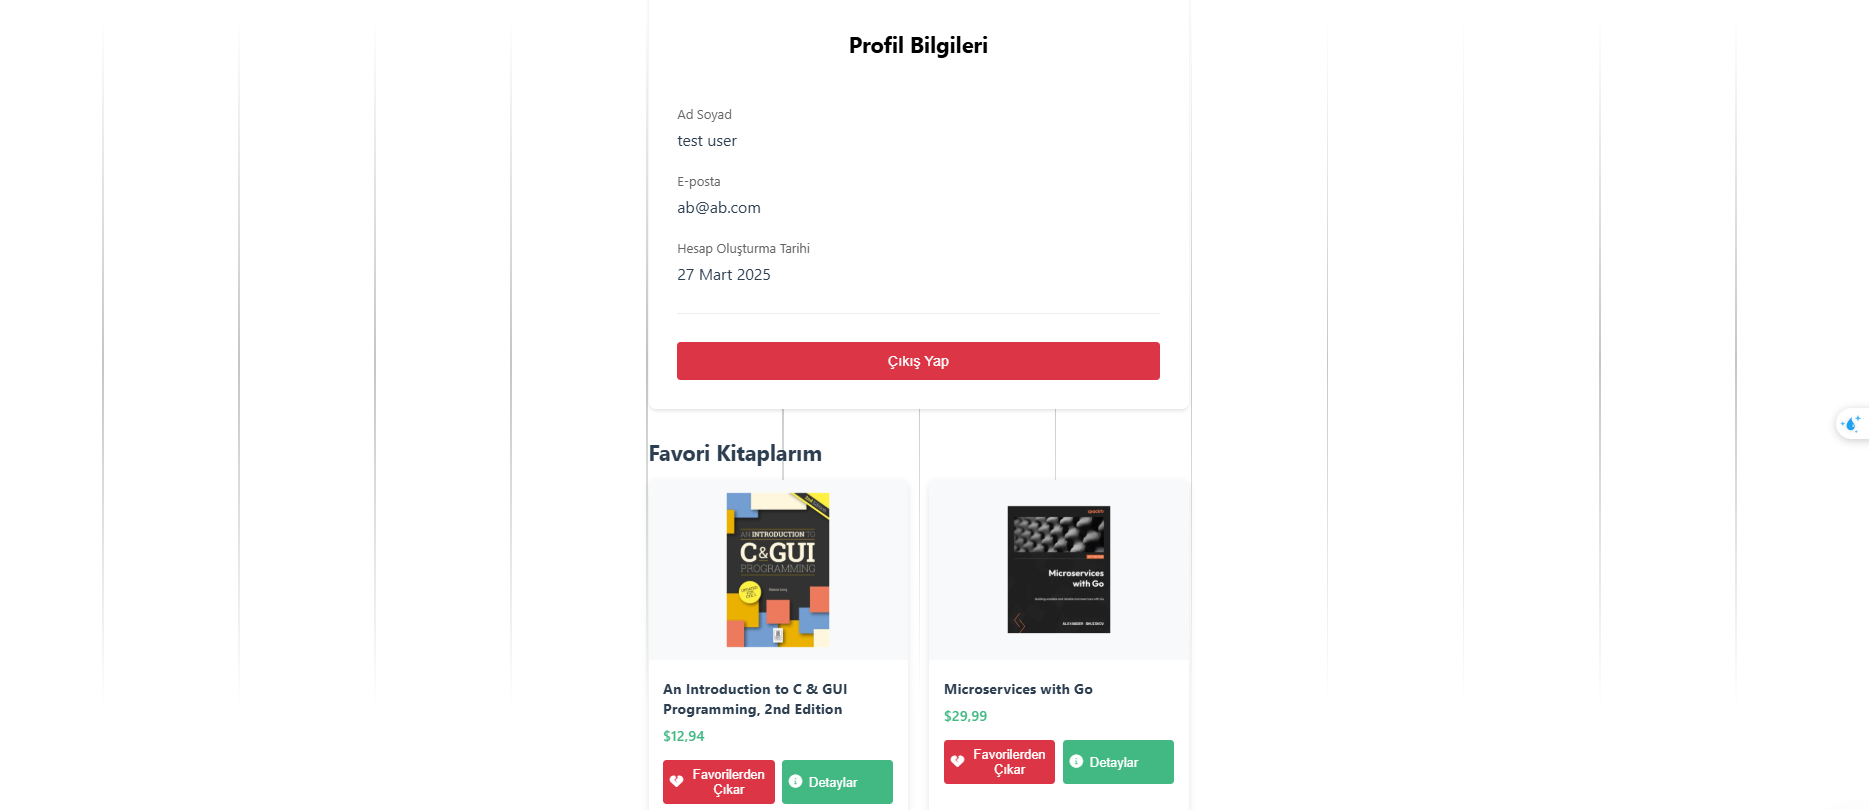 Profil Bilgileri
Ad Soyad
test user
E-posta
ab@ab.com
Hesap Oluşturma Tarihi
27 Mart 2025
Çıkış Yap
Favori Kitaplarım
AN INTRODUCTION TO
C & GUI
PROGRAMMING
Microservices
with Go
An Introduction to C & GUI
Programming, 2nd Edition
$12,94
Favorilerden
Çıkar
Detaylar
Microservices with Go
$29,99
Favorilerden
Çıkar
Detaylar